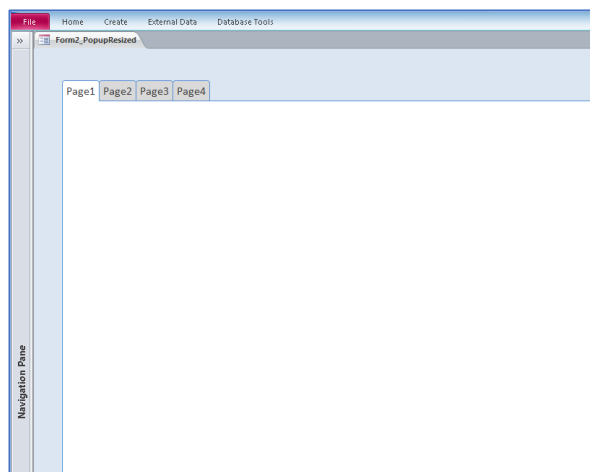 File Home Create External Data Database Tools
» Form2_PopupResized
Page1 Page2 Page3 Page4
Navigation Pane